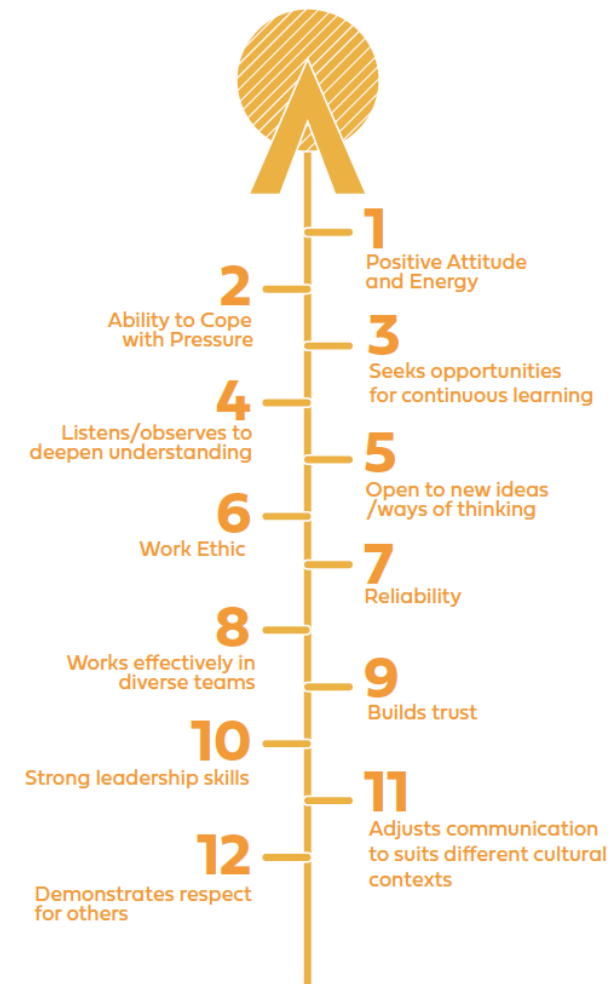 1
Positive Attitude
and Energy
2
Ability to Cope
with Pressure
3
Seeks opportunities
for continuous learning
4
Listens/observes to
deepen understanding
5
Open to new ideas
/ways of thinking
6
Work Ethic
7
Reliability
8
Works effectively in
diverse teams
9
Builds trust
10
Strong leadership skills
11
Adjusts communication
to suits different cultural
contexts
12
Demonstrates respect
for others